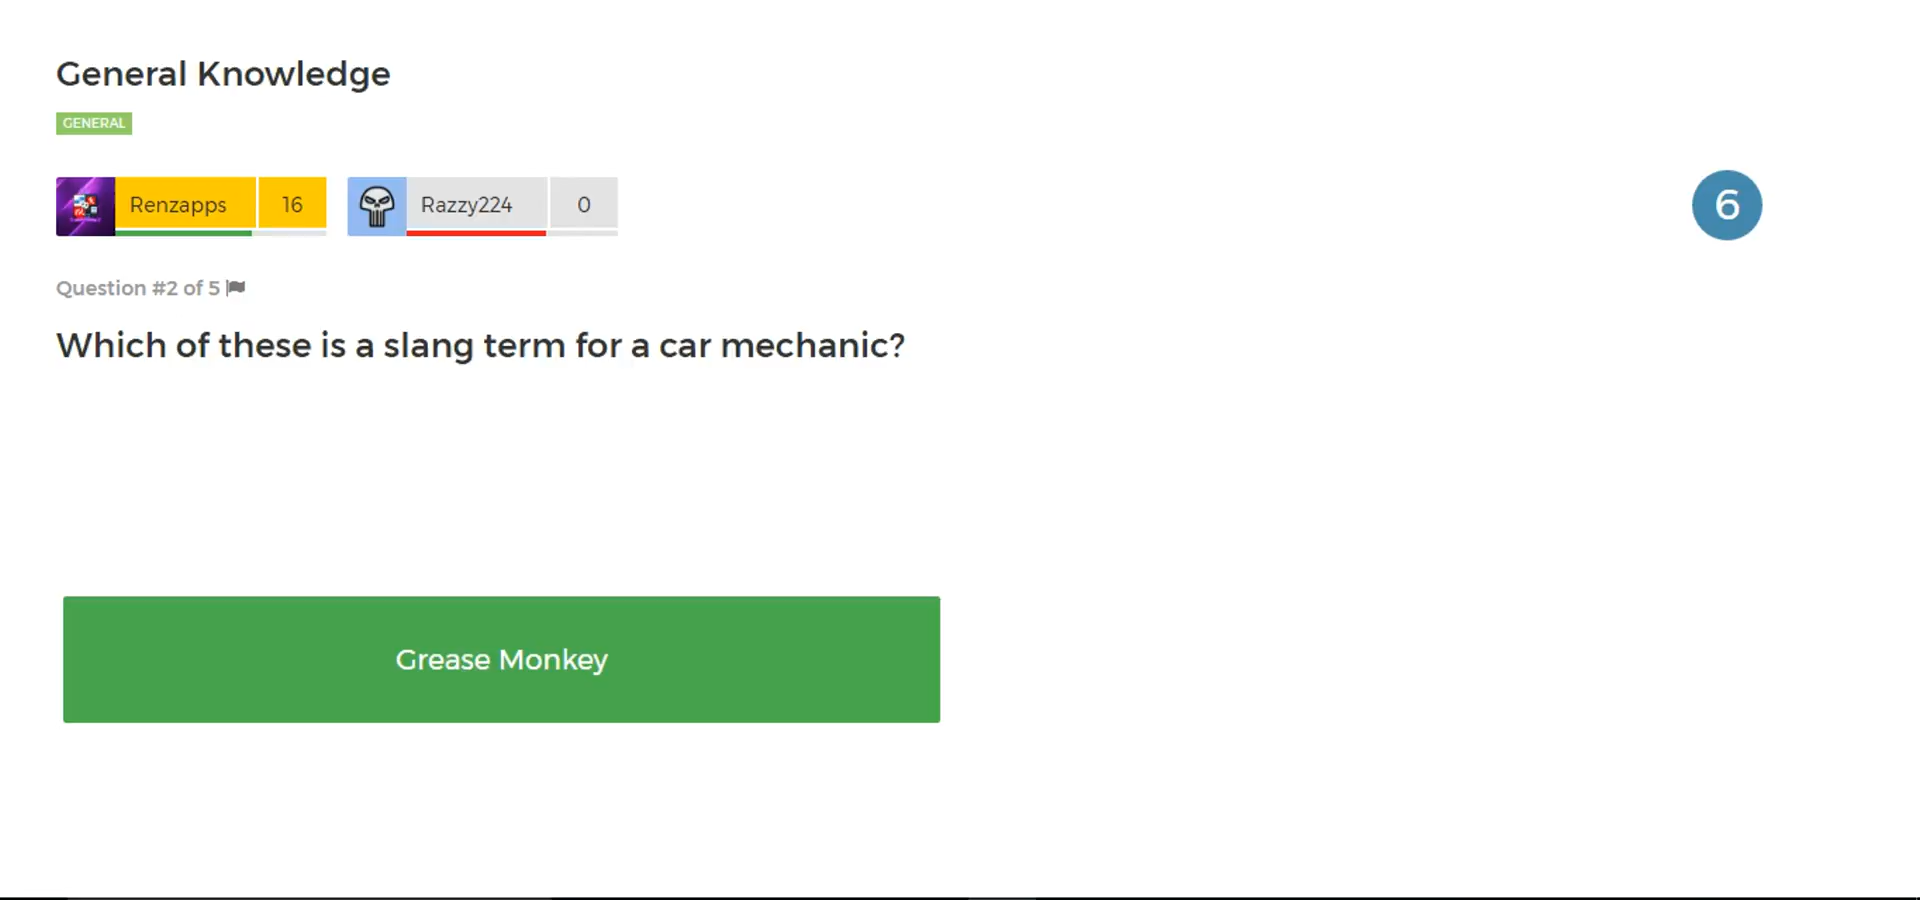 General Knowledge
GENERAL
Renzapps 16 Razzy224 0
6
Question #2 of 5
Which of these is a slang term for a car mechanic?
Grease Monkey